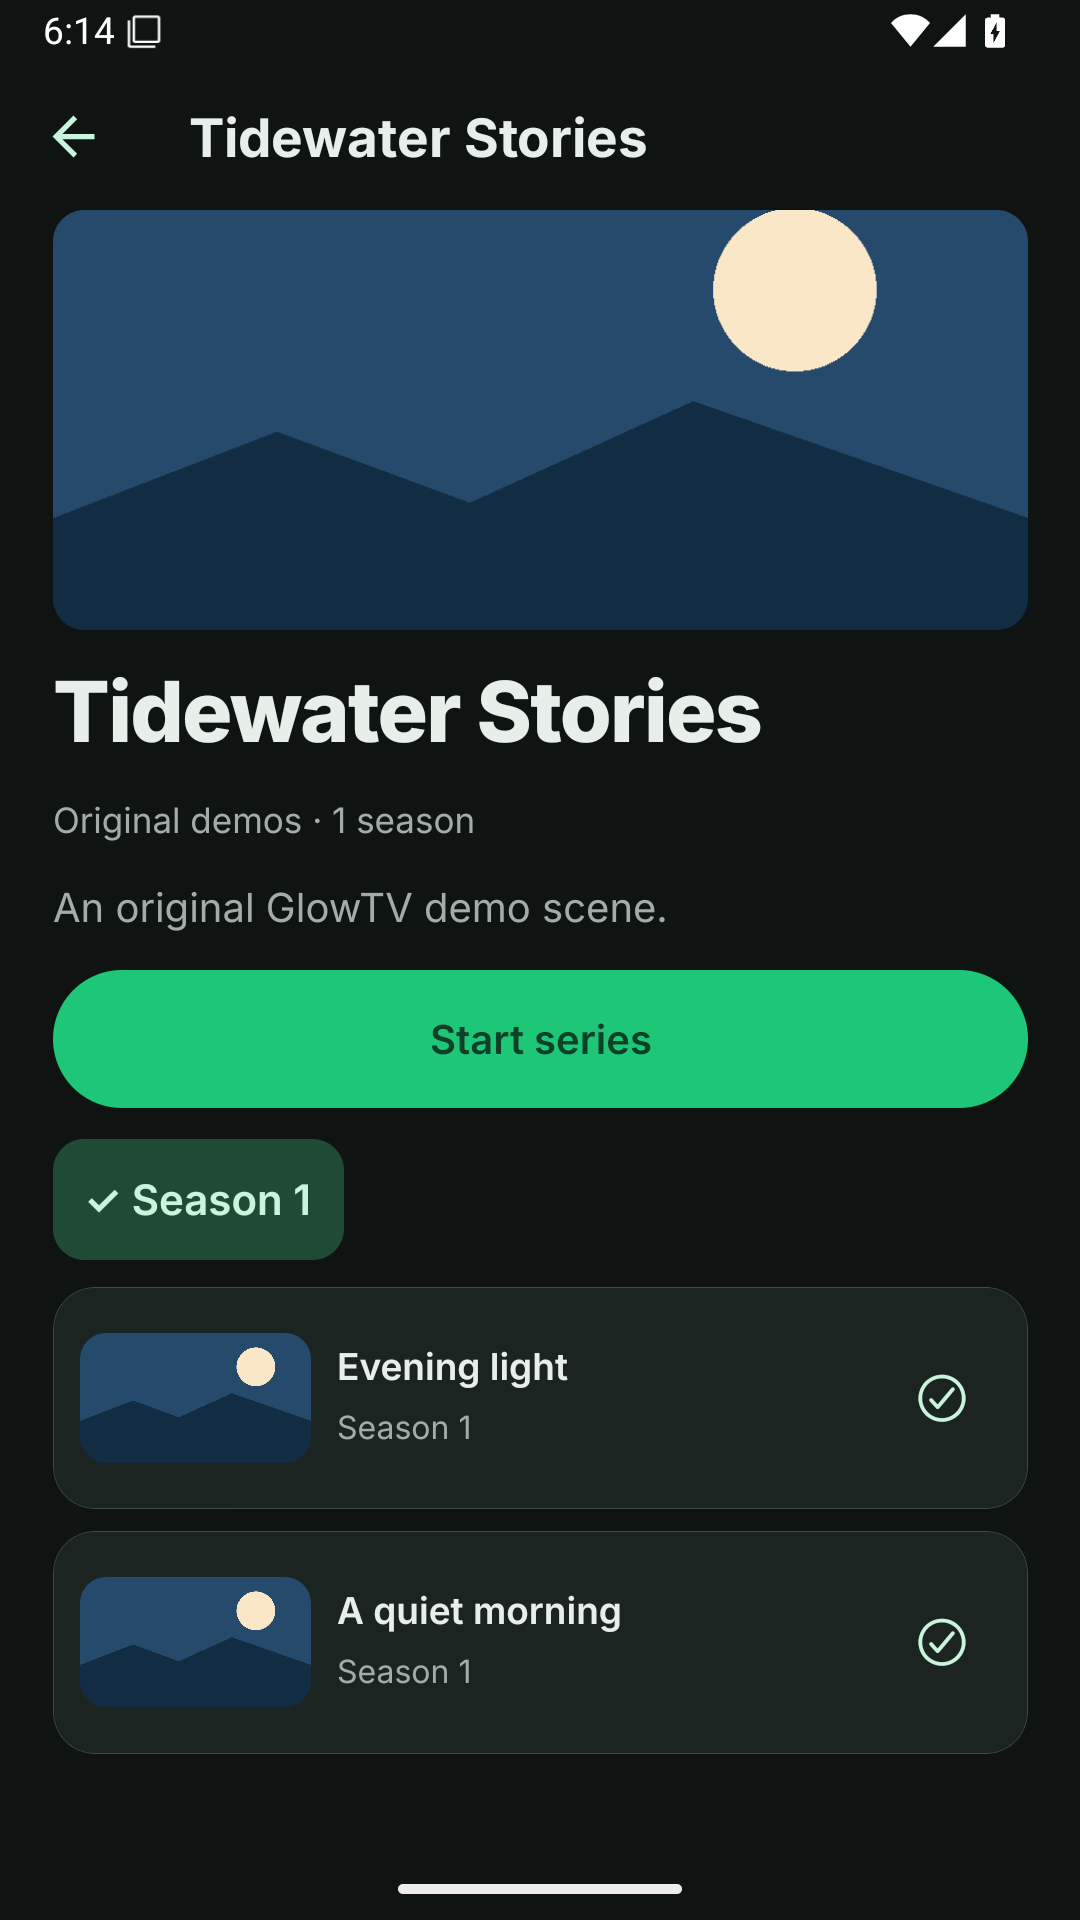 6:14
Tidewater Stories
Tidewater Stories
Original demos · 1 season
An original GlowTV demo scene.
Start series
Season 1
Evening light
Season 1
A quiet morning
Season 1